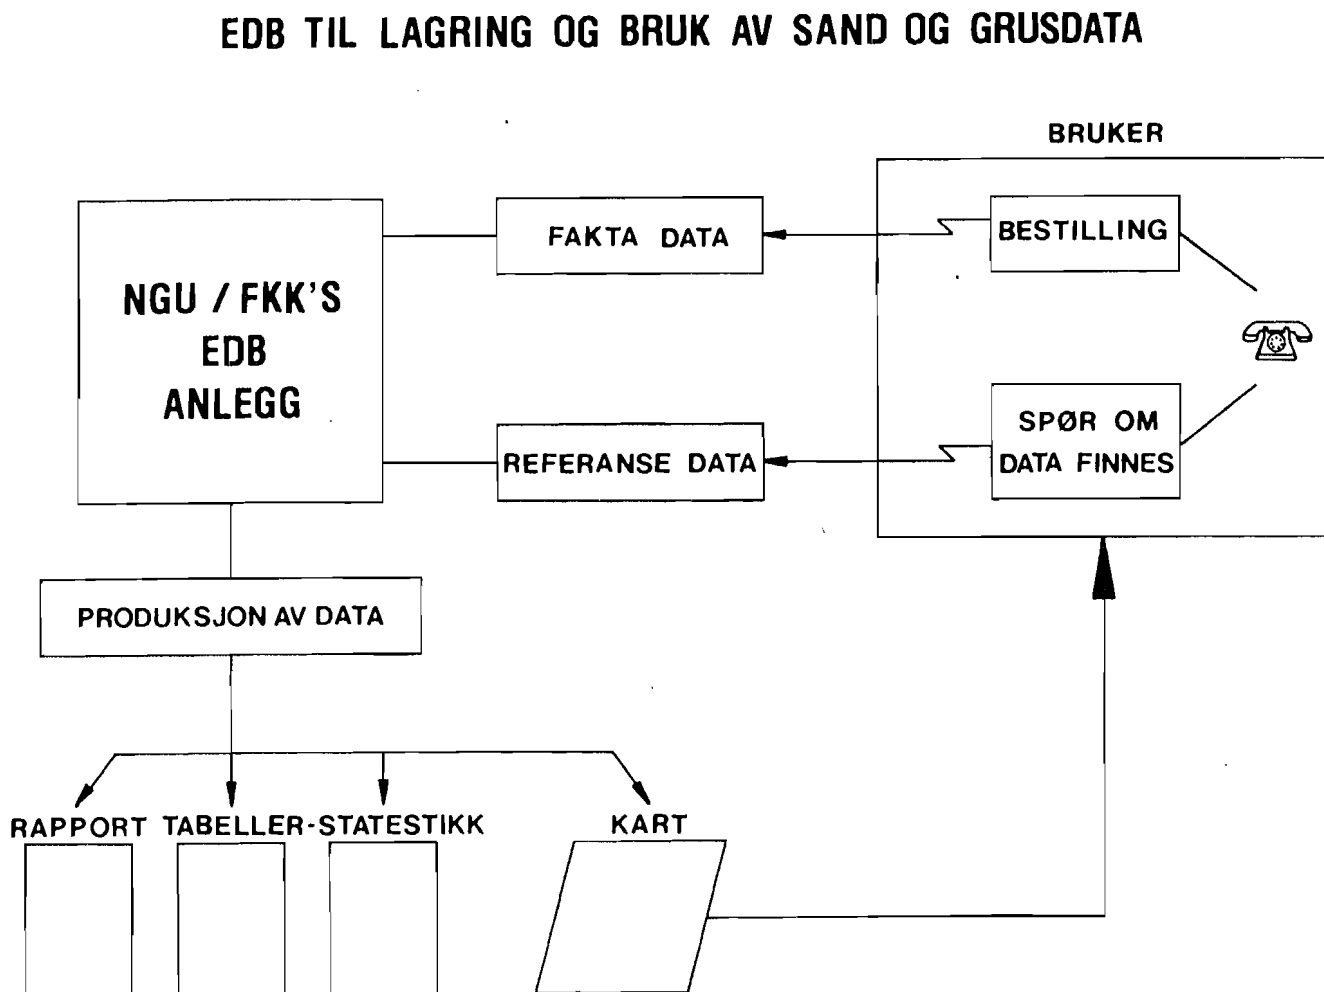 EDB TIL LAGRING OG BRUK AV SAND OG GRUSDATA
BRUKER
NGU / FKK'S
EDB
ANLEGG
FAKTA DATA
BESTILLING
REFERANSE DATA
SPØR OM
DATA FINNES
PRODUKSJON AV DATA
RAPPORT TABELLER-STATESTIKK
KART